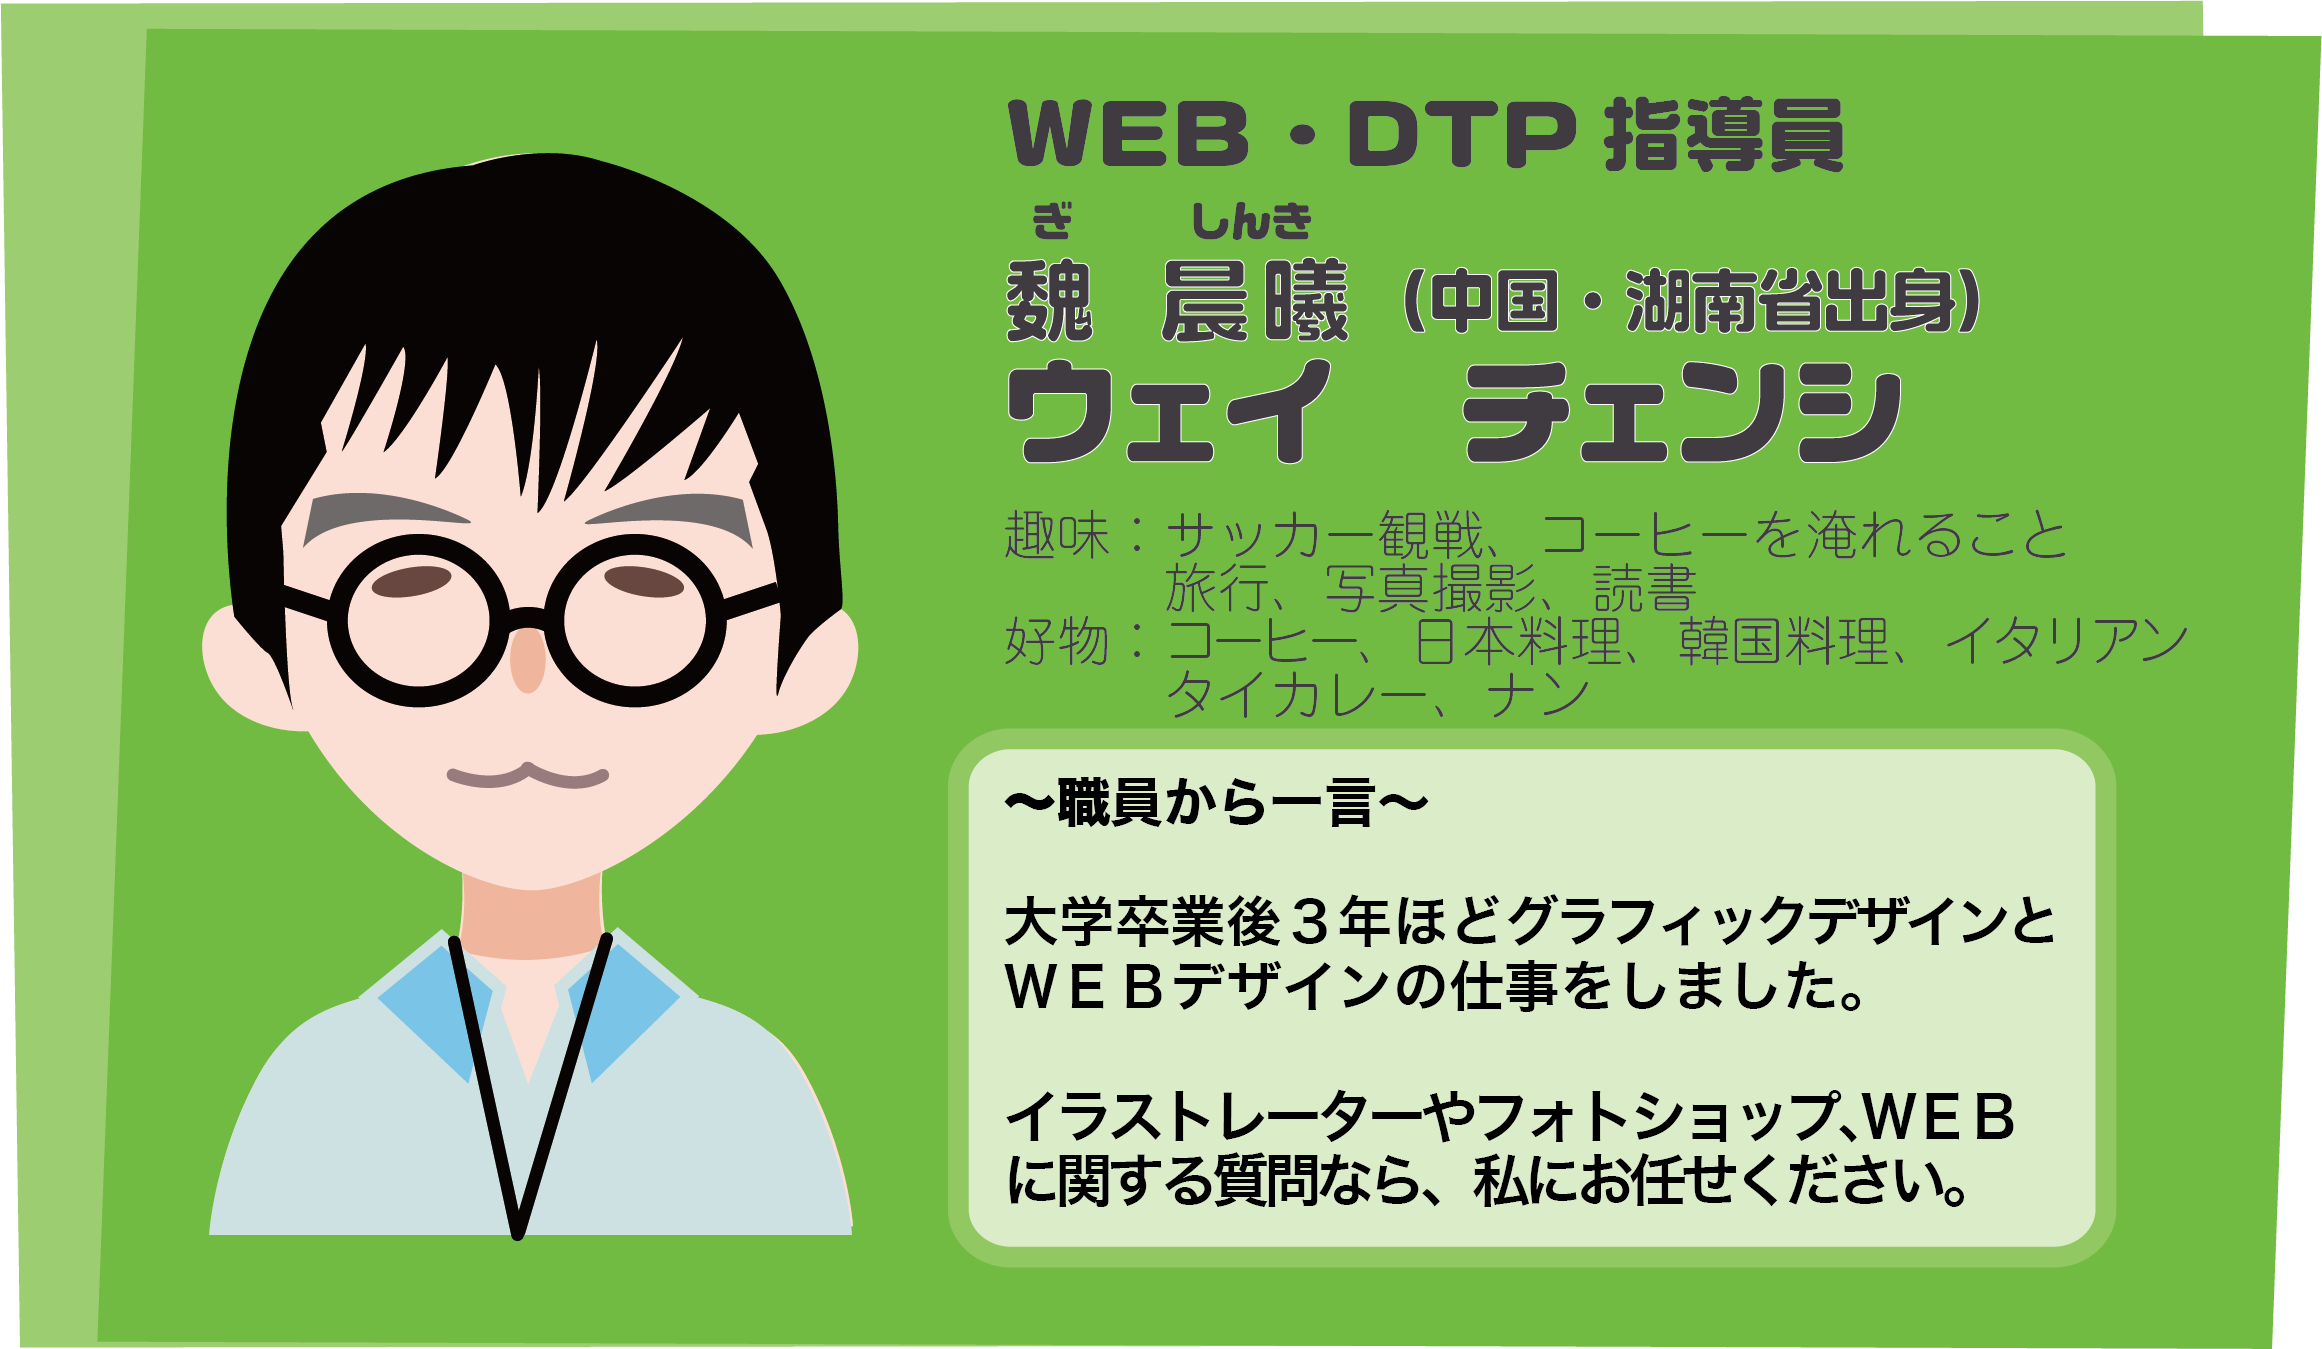 WEB・DTP 指導員
ぎ しんき
魏 晨曦 (中国・湖南省出身)
ウェイ チェンシ
趣味：サッカー観戦、コーヒーを淹れること
旅行、写真撮影、読書
好物：コーヒー、日本料理、韓国料理、イタリアン
タイカレー、ナン
〜職員から一言〜
大学卒業後３年ほどグラフィックデザインと
ＷＥＢデザインの仕事をしました。
イラストレーターやフォトショップ、ＷＥＢ
に関する質問なら、私にお任せください。